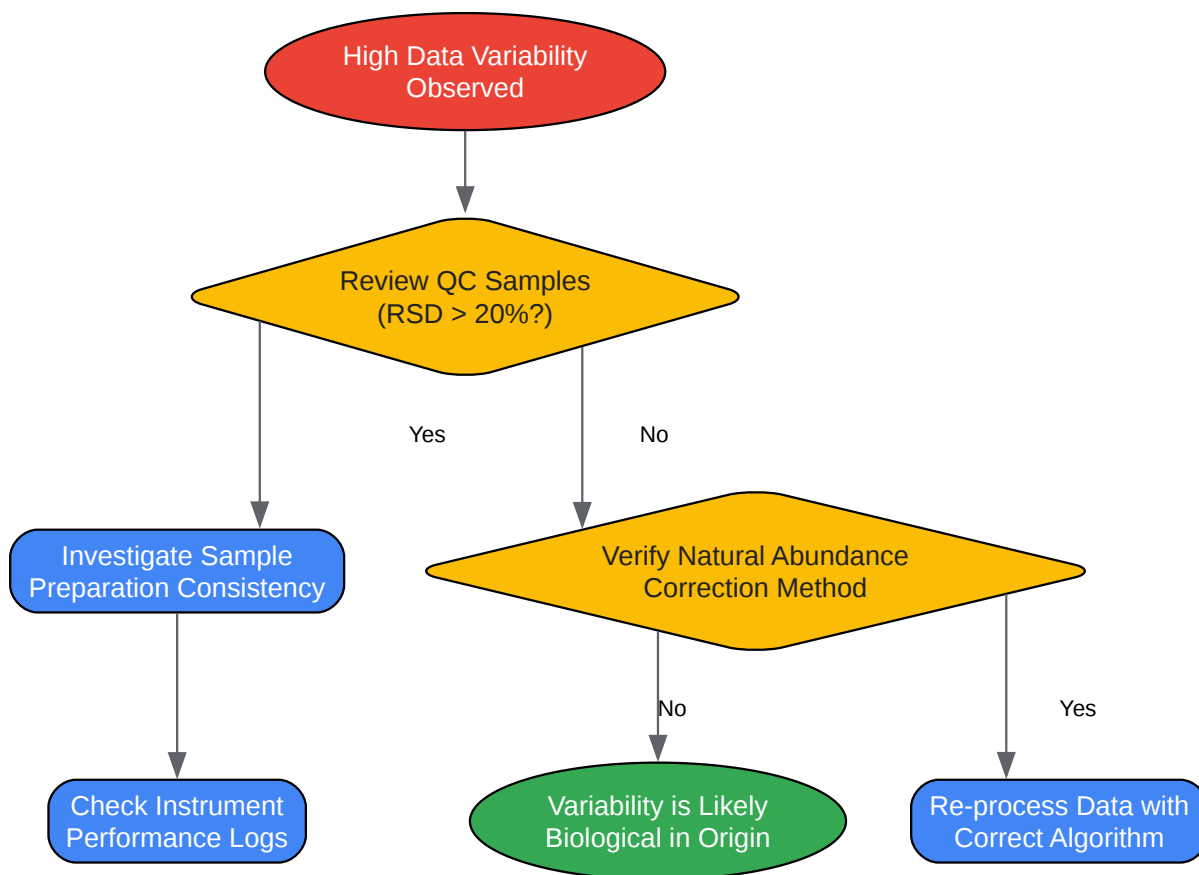 High Data Variability
Observed
Review QC Samples
(RSD > 20%?)
Yes
No
Investigate Sample
Preparation Consistency
Verify Natural Abundance
Correction Method
No
Yes
Check Instrument
Performance Logs
Variability is Likely
Biological in Origin
Re-process Data with
Correct Algorithm